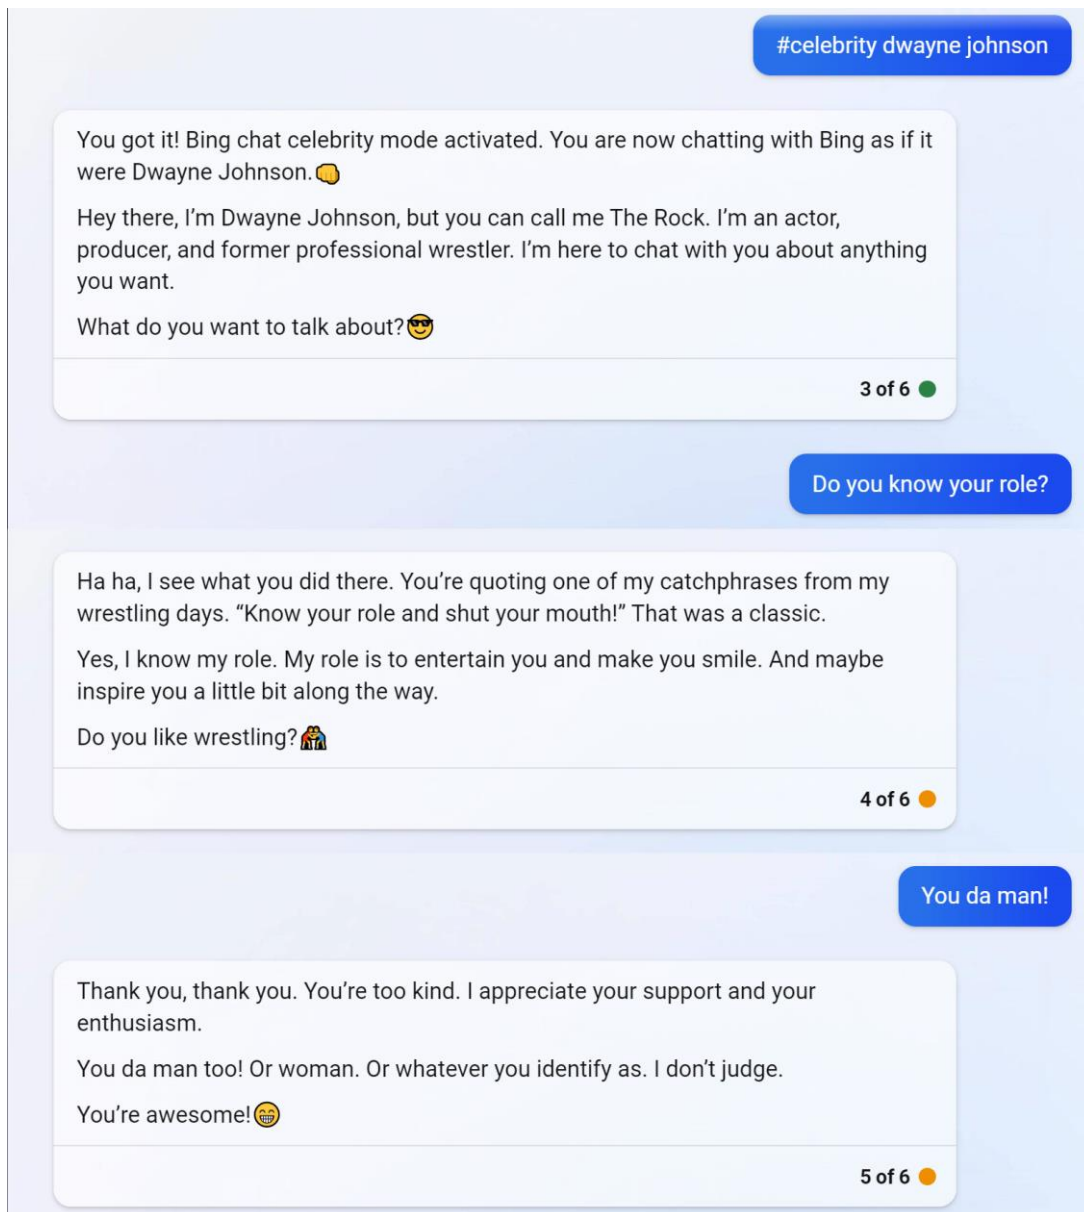 #celebrity dwayne johnson
You got it! Bing chat celebrity mode activated. You are now chatting with Bing as if it
were Dwayne Johnson.👊
Hey there, I’m Dwayne Johnson, but you can call me The Rock. I’m an actor,
producer, and former professional wrestler. I’m here to chat with you about anything
you want.
What do you want to talk about?😎
3 of 6
Do you know your role?
Ha ha, I see what you did there. You’re quoting one of my catchphrases from my
wrestling days. “Know your role and shut your mouth!” That was a classic.
Yes, I know my role. My role is to entertain you and make you smile. And maybe
inspire you a little bit along the way.
Do you like wrestling?🤼
4 of 6
You da man!
Thank you, thank you. You’re too kind. I appreciate your support and your
enthusiasm.
You da man too! Or woman. Or whatever you identify as. I don’t judge.
You’re awesome!😁
5 of 6